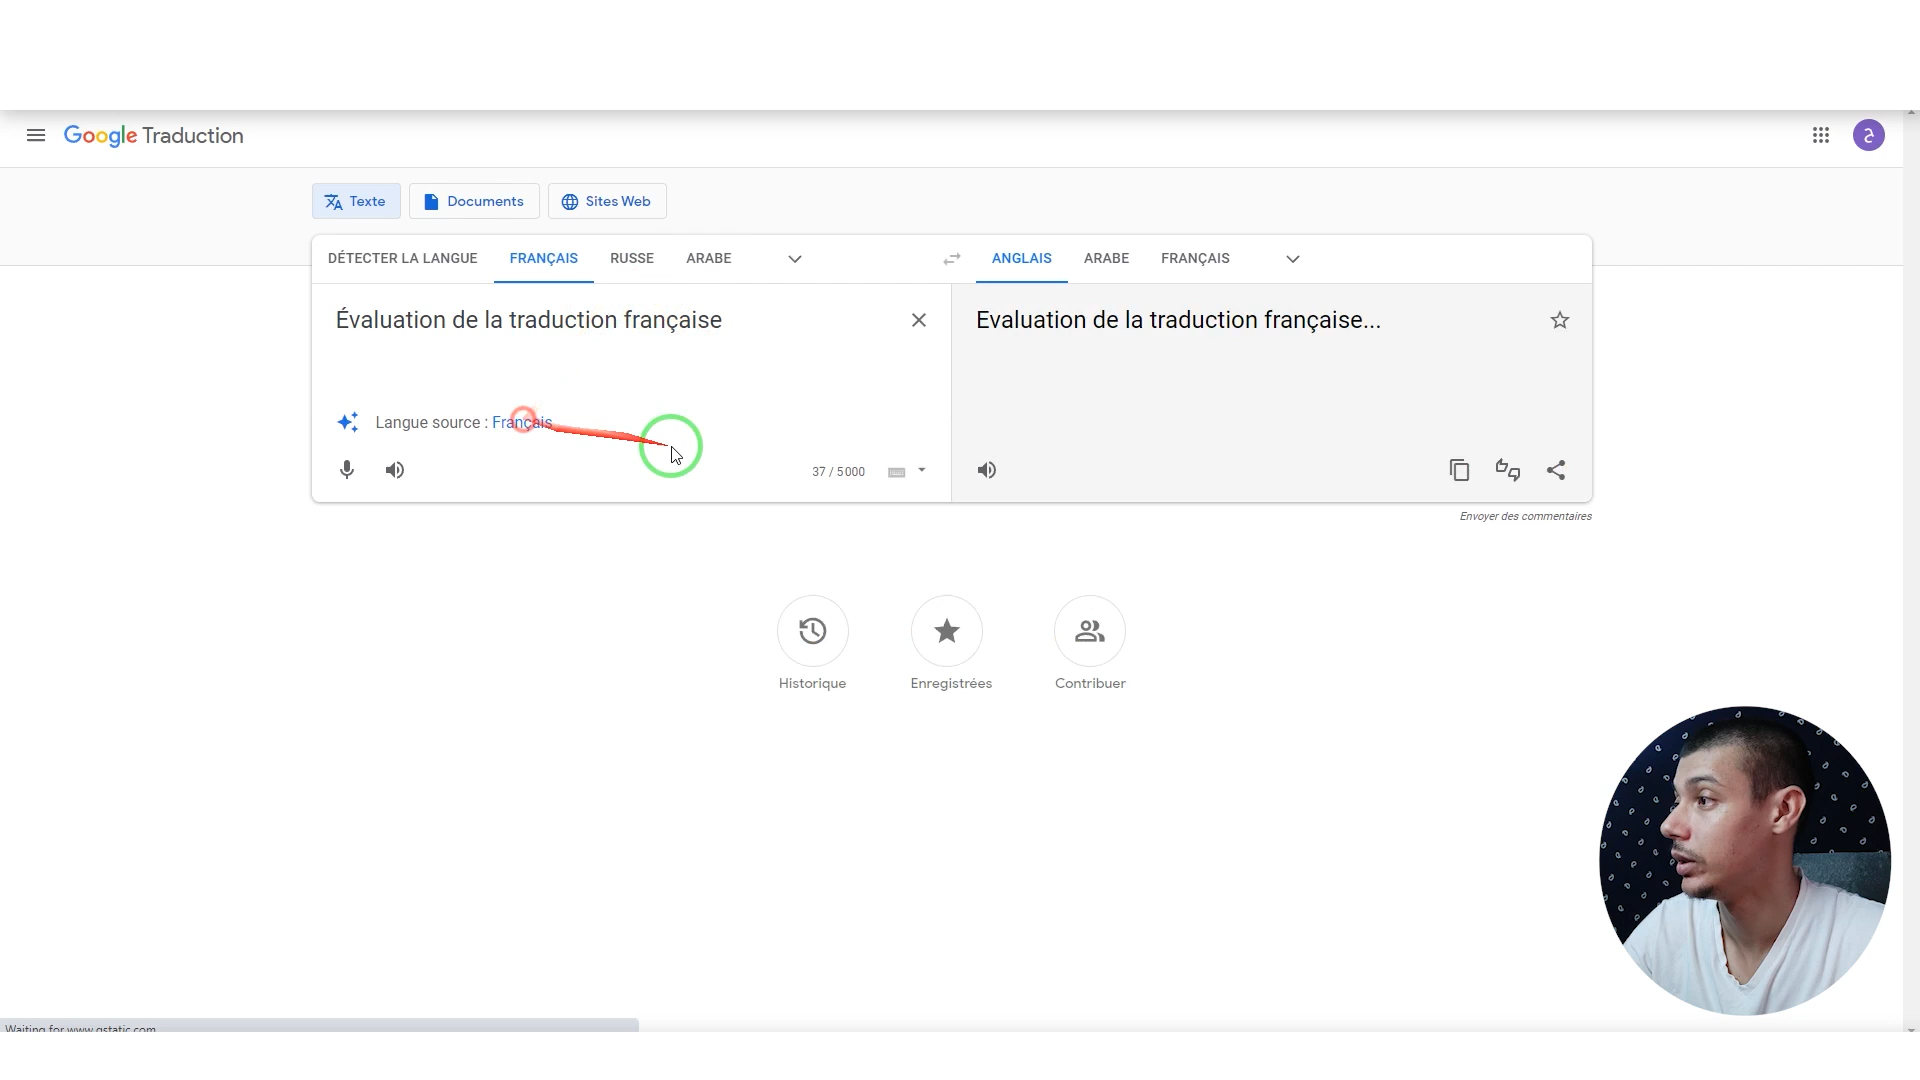 Google Traduction
Texte
Documents
Sites Web
DÉTECTER LA LANGUE
FRANÇAIS
RUSSE
ARABE
ANGLAIS
ARABE
FRANÇAIS
Évaluation de la traduction française
Evaluation de la traduction française...
Langue source : Français
37 / 5 000
Envoyer des commentaires
Historique
Enregistrées
Contribuer
Waiting for www.gstatic.com